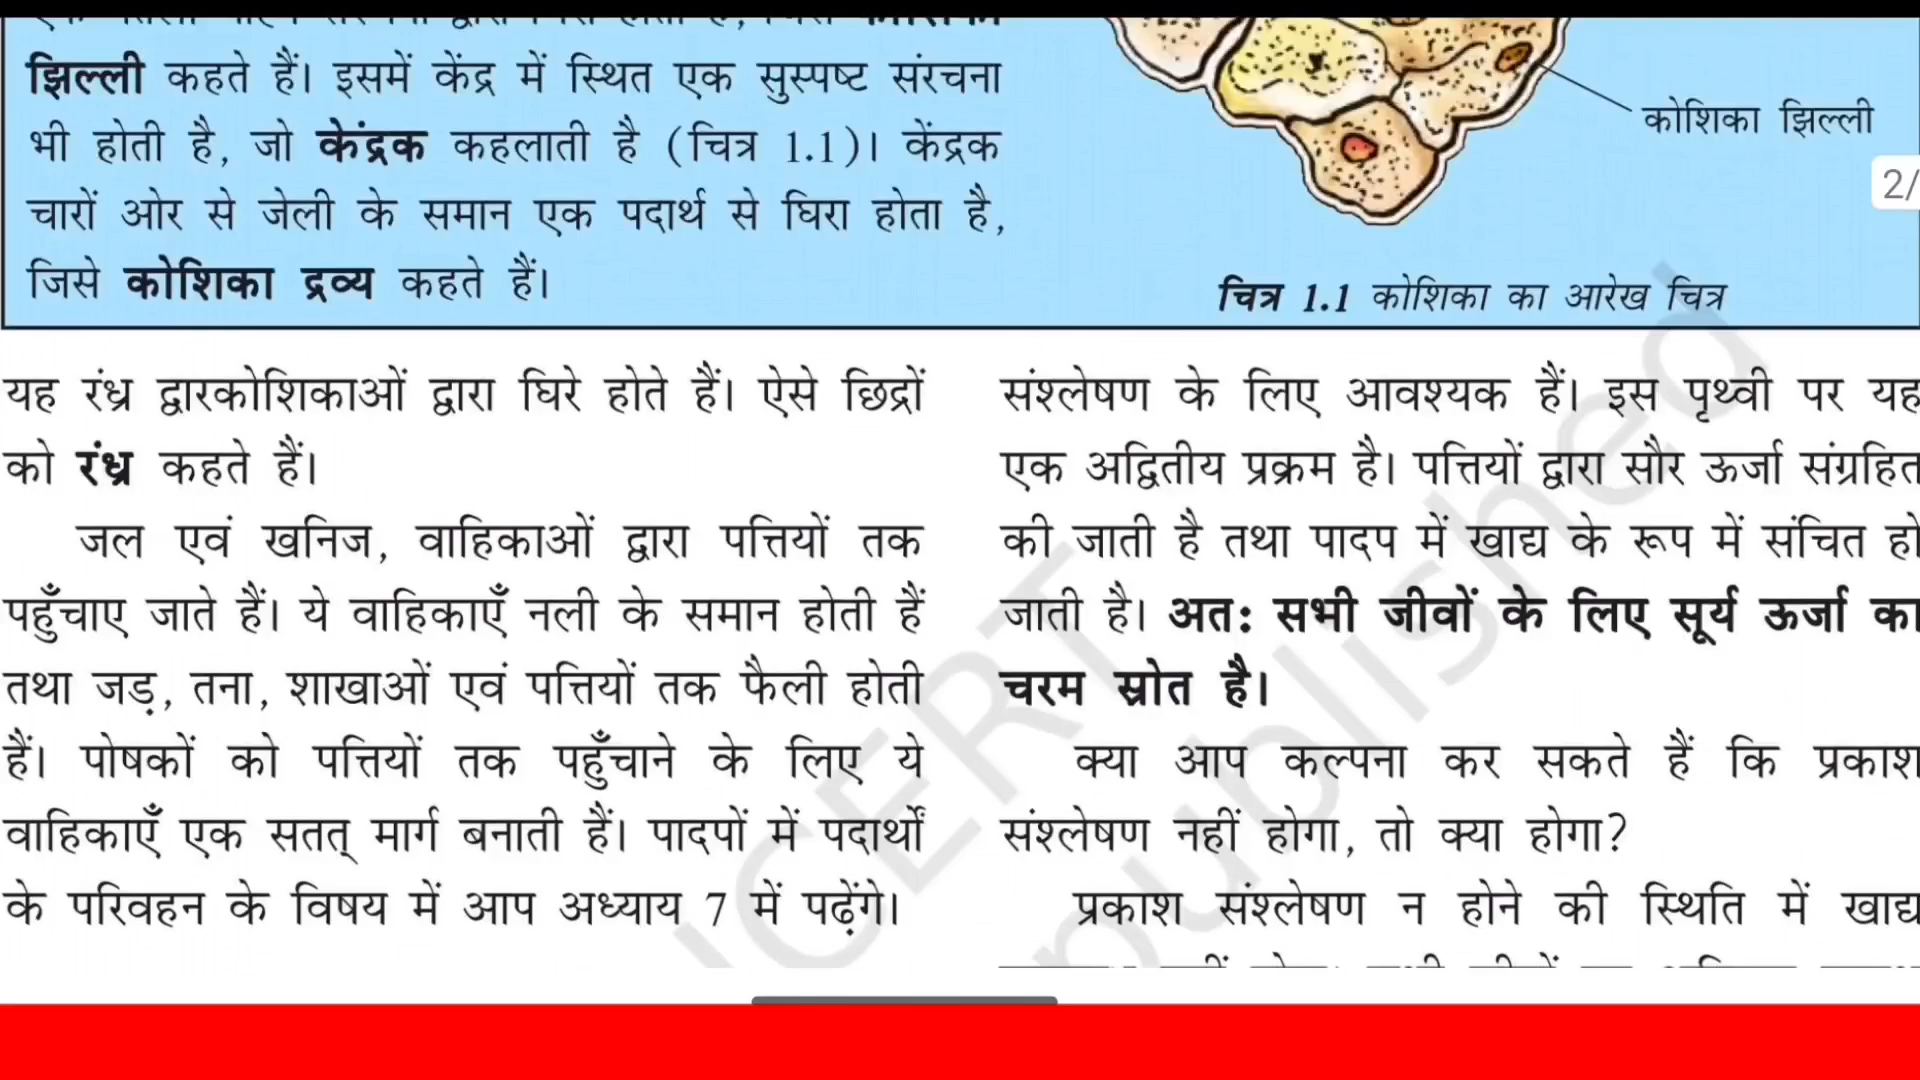 झिल्ली कहते हैं। इसमें केंद्र में स्थित एक सुस्पष्ट संरचना
भी होती है, जो केंद्रक कहलाती है (चित्र 1.1)। केंद्रक
चारों ओर से जेली के समान एक पदार्थ से घिरा होता है,
जिसे कोशिका द्रव्य कहते हैं।
कोशिका झिल्ली
2/
चित्र 1.1 कोशिका का आरेख चित्र
यह रंध्र द्वारकोशिकाओं द्वारा घिरे होते हैं। ऐसे छिद्रों
को रंध्र कहते हैं।
जल एवं खनिज, वाहिकाओं द्वारा पत्तियों तक
पहुँचाए जाते हैं। ये वाहिकाएँ नली के समान होती हैं
तथा जड़, तना, शाखाओं एवं पत्तियों तक फैली होती
हैं। पोषकों को पत्तियों तक पहुँचाने के लिए ये
वाहिकाएँ एक सतत् मार्ग बनाती हैं। पादपों में पदार्थों
के परिवहन के विषय में आप अध्याय 7 में पढ़ेंगे।
संश्लेषण के लिए आवश्यक हैं। इस पृथ्वी पर यह
एक अद्वितीय प्रक्रम है। पत्तियों द्वारा सौर ऊर्जा संग्रहित
की जाती है तथा पादप में खाद्य के रूप में संचित हो
जाती है। अतः सभी जीवों के लिए सूर्य ऊर्जा का
चरम स्रोत है।
क्या आप कल्पना कर सकते हैं कि प्रकाश
संश्लेषण नहीं होगा, तो क्या होगा?
प्रकाश संश्लेषण न होने की स्थिति में खाद्य
NCERT
published